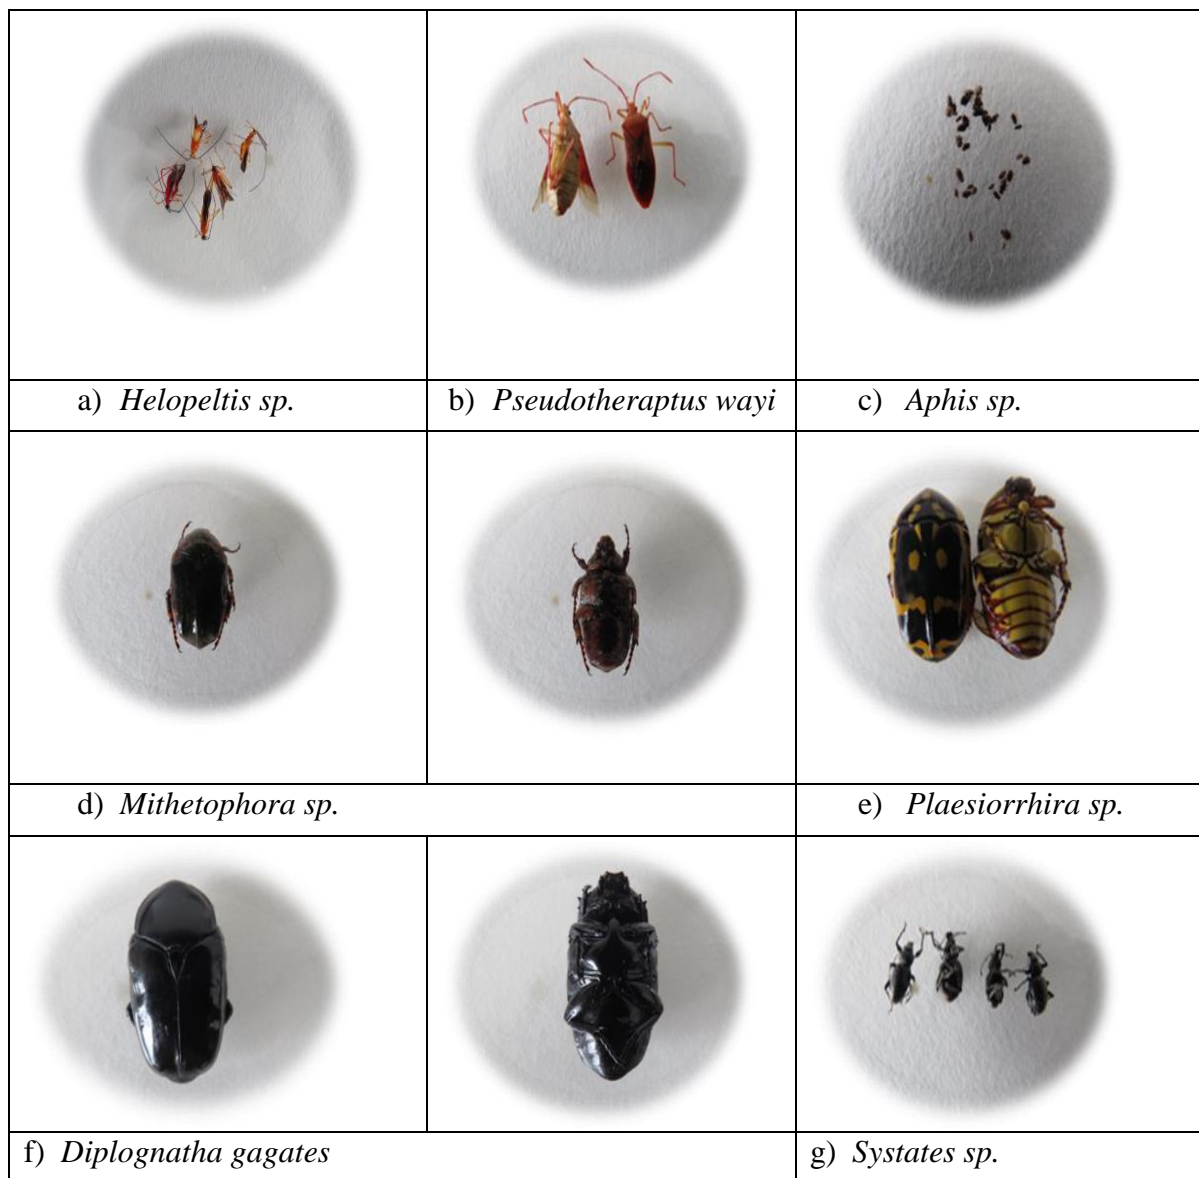 a) Helopeltis sp.
b) Pseudotheraptus wayi
c) Aphis sp.
d) Mithetophora sp.
e) Plaesiorrhira sp.
f) Diplognatha gagates
g) Systates sp.